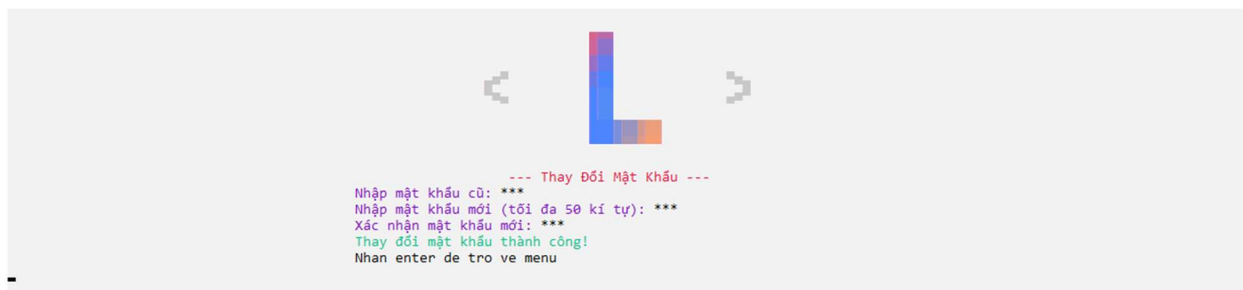 < L >
--- Thay Đổi Mật Khẩu ---
Nhập mật khẩu cũ: ***
Nhập mật khẩu mới (tối đa 50 kí tự): ***
Xác nhận mật khẩu mới: ***
Thay đổi mật khẩu thành công!
Nhan enter de tro ve menu